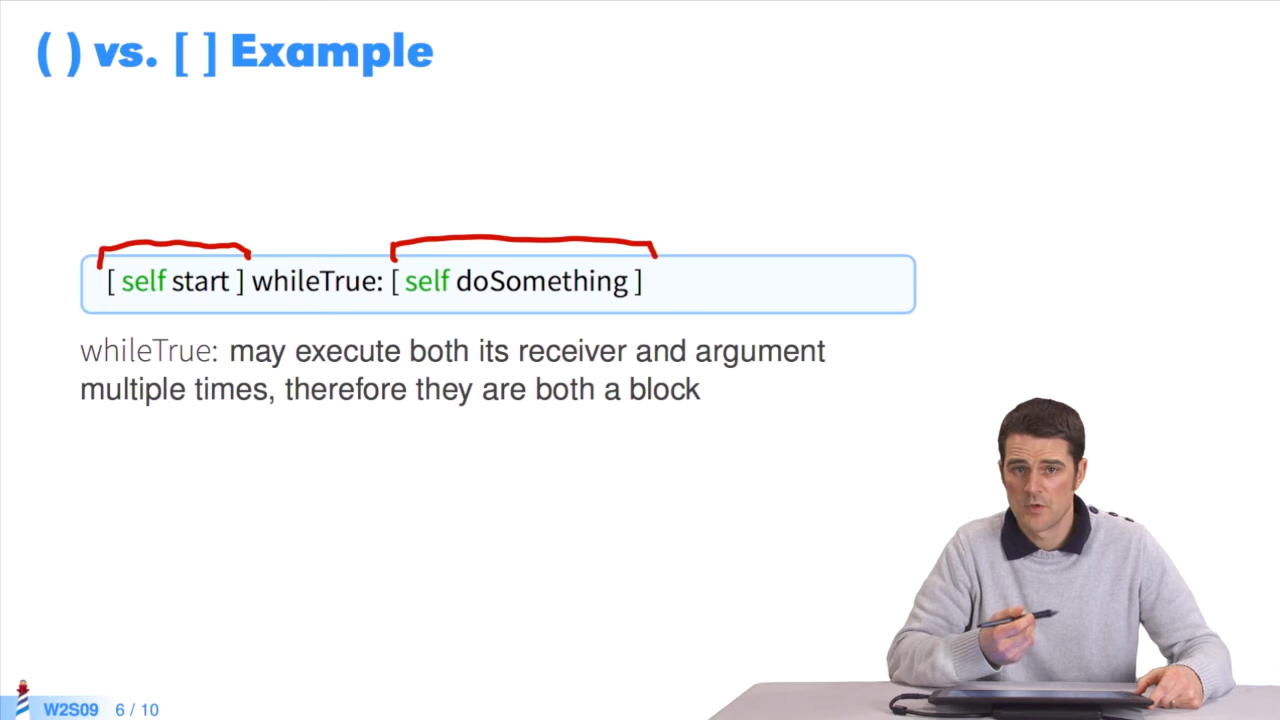 ( ) vs. [ ] Example
[ self start ] whileTrue: [ self doSomething ]
whileTrue: may execute both its receiver and argument
multiple times, therefore they are both a block
W2S09 6 / 10